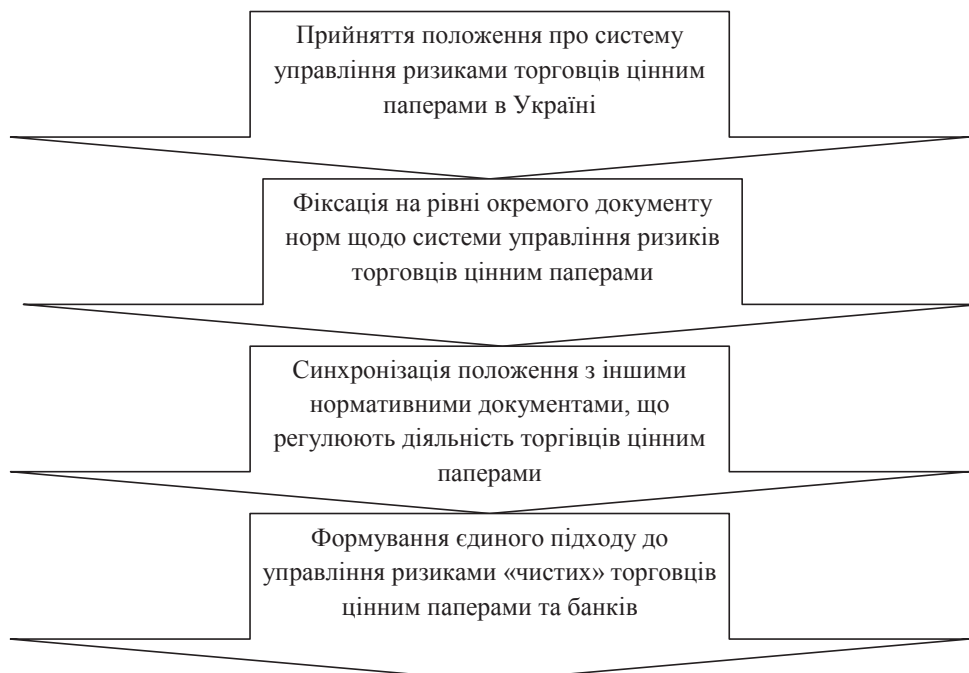 Прийняття положення про систему
управління ризиками торговців цінним
паперами в Україні
Фіксація на рівні окремого документу
норм щодо системи управління ризиків
торговців цінним паперами
Синхронізація положення з іншими
нормативними документами, що
регулюють діяльність торгівців цінним
паперами
Формування єдиного підходу до
управління ризиками «чистих» торговців
цінним паперами та банків